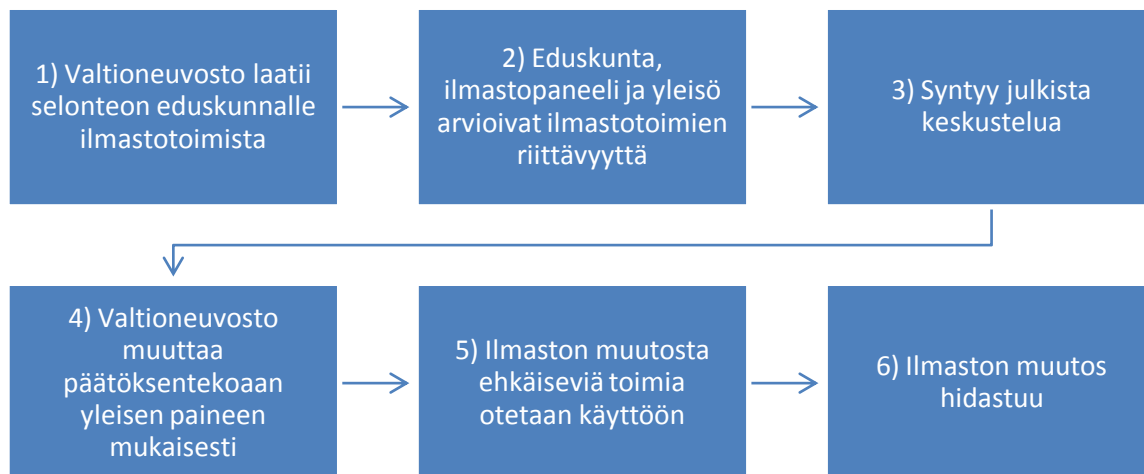 1) Valtioneuvosto laatii
selonteon eduskunnalle
ilmastotoimista
2) Eduskunta,
ilmastopaneeli ja yleisö
arvioivat ilmastotoimien
riittävyyttä
3) Syntyy julkista
keskustelua
4) Valtioneuvosto
muuttaa
päätöksentekoaan
yleisen paineen
mukaisesti
5) Ilmaston muutosta
ehkäiseviä toimia
otetaan käyttöön
6) Ilmaston muutos
hidastuu